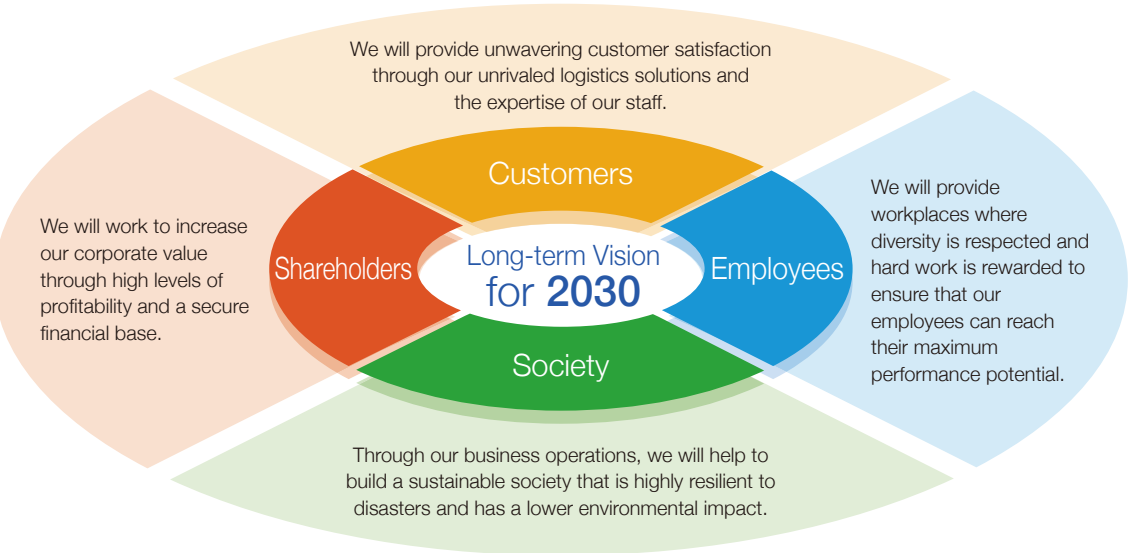 We will provide unwavering customer satisfaction
through our unrivaled logistics solutions and
the expertise of our staff.
Customers
We will work to increase
our corporate value
through high levels of
profitability and a secure
financial base.
Shareholders
Long-term Vision
for 2030
Employees
We will provide
workplaces where
diversity is respected and
hard work is rewarded to
ensure that our
employees can reach
their maximum
performance potential.
Society
Through our business operations, we will help to
build a sustainable society that is highly resilient to
disasters and has a lower environmental impact.